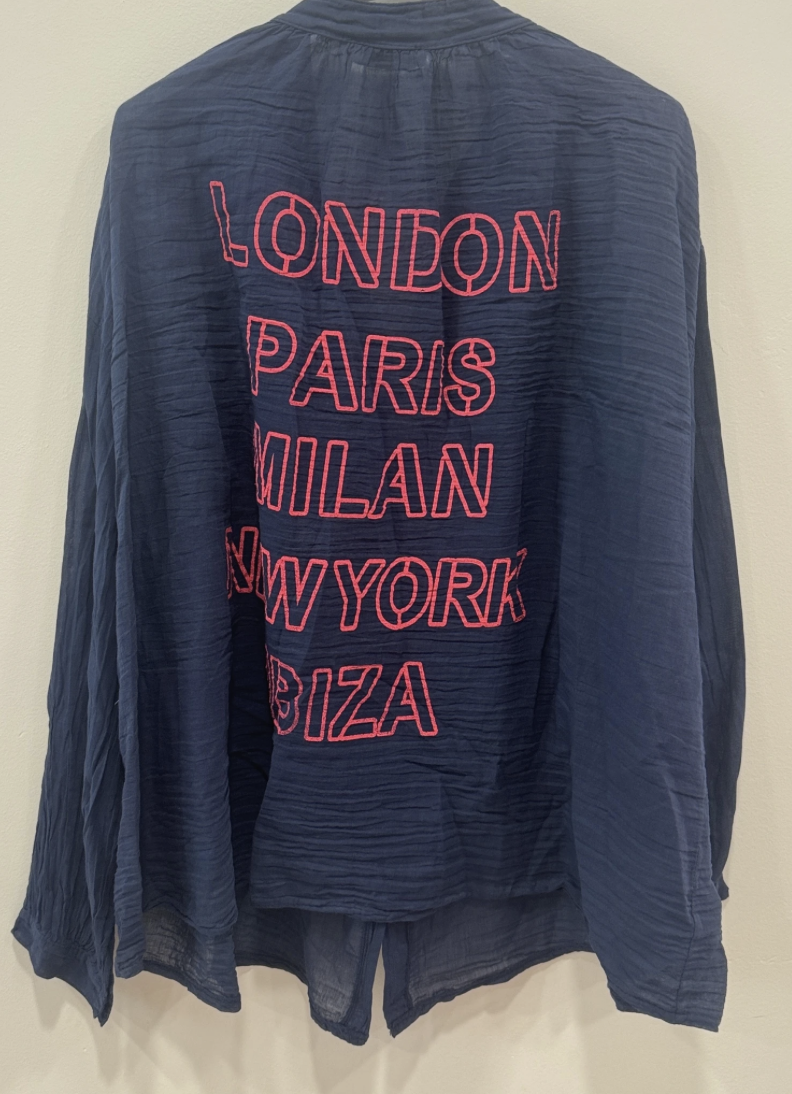 LONDON
PARIS
MILAN
NEW YORK
IBIZA